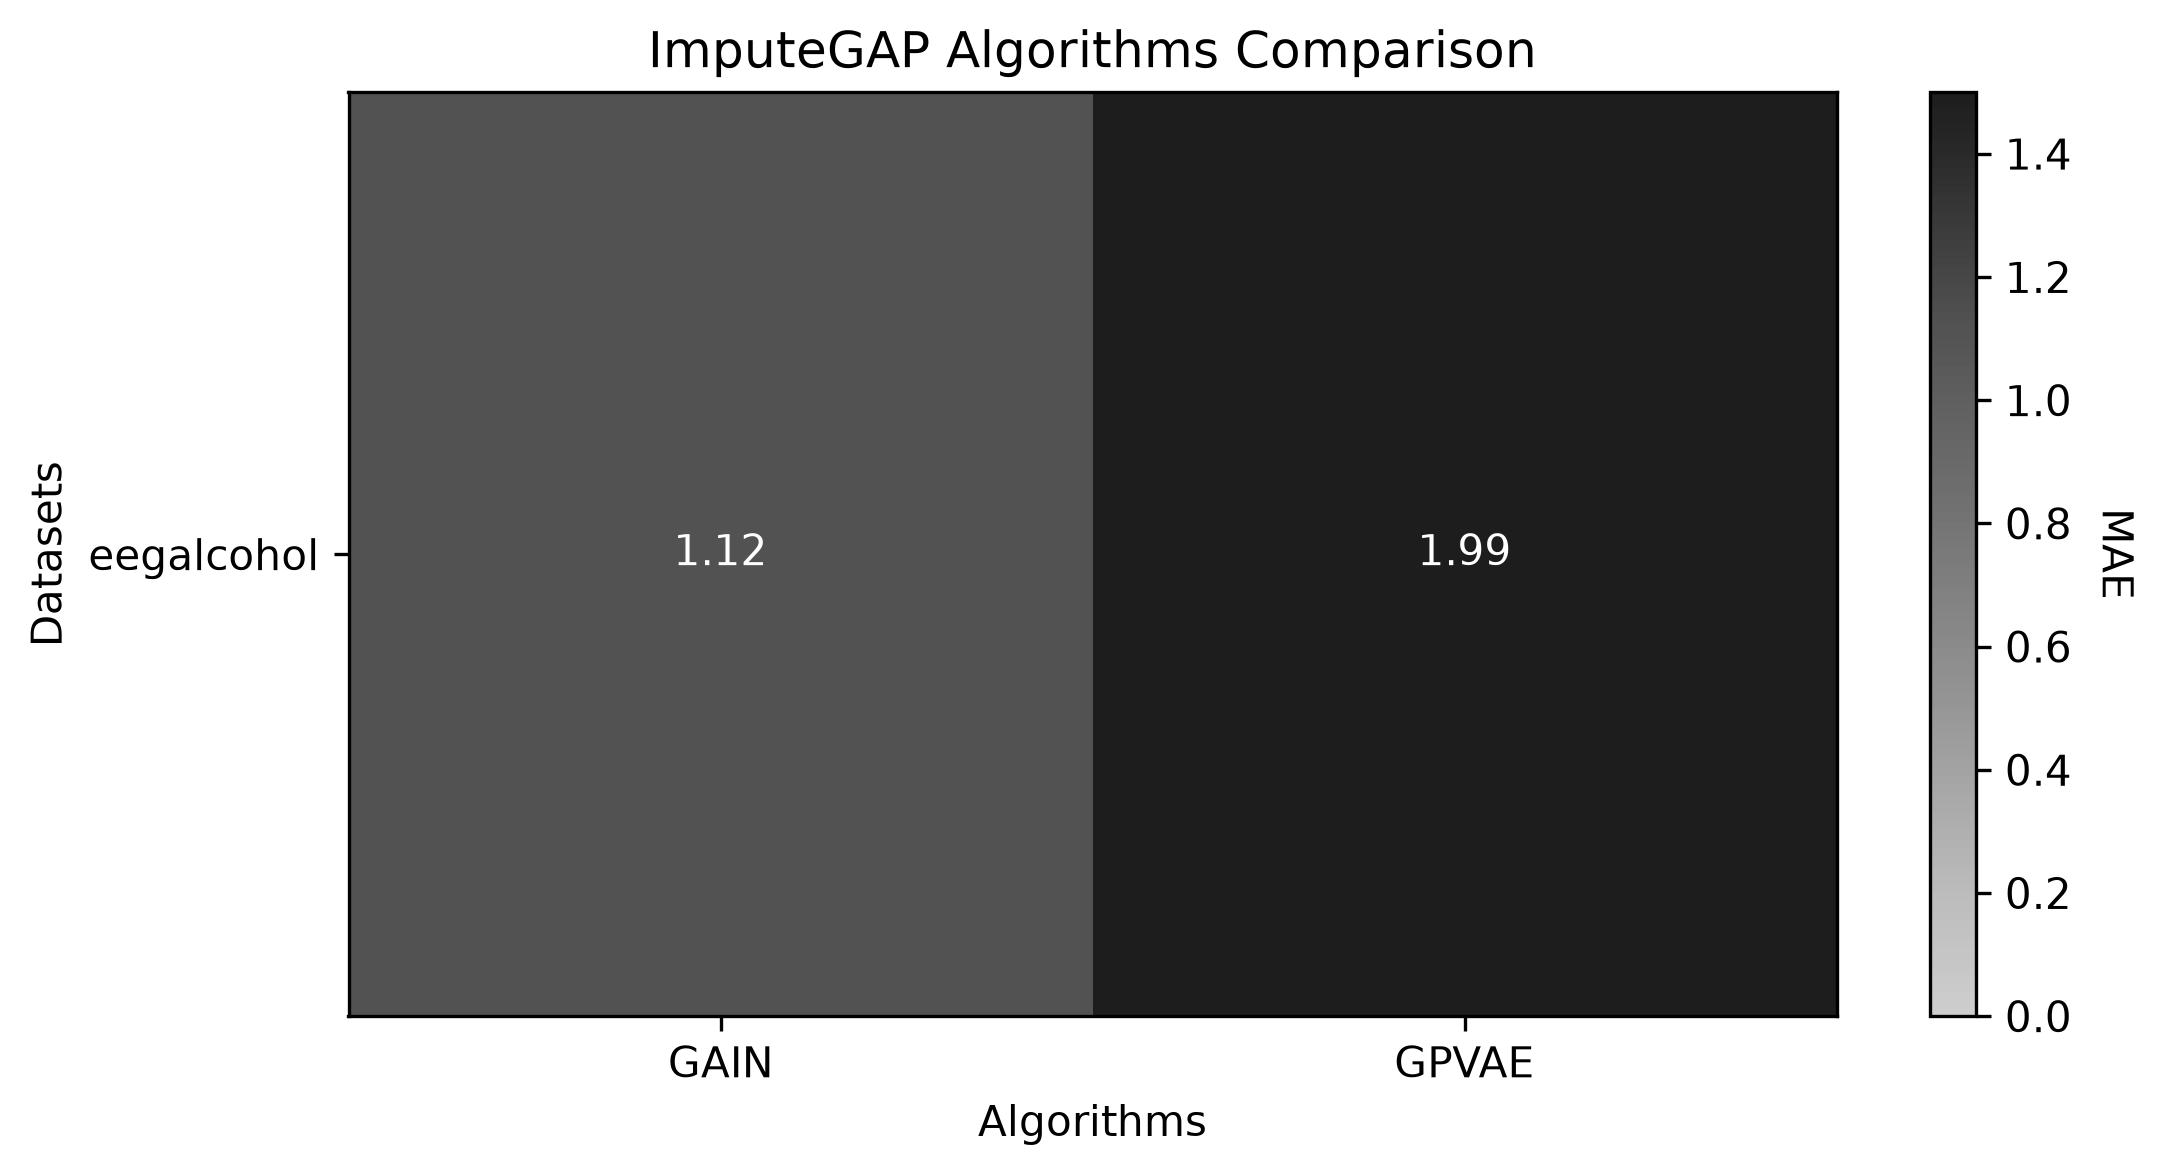 ImputeGAP Algorithms Comparison
Datasets
eegalcohol
1.12
1.99
GAIN
GPVAE
Algorithms
1.4
1.2
1.0
0.8
0.6
0.4
0.2
0.0
MAE